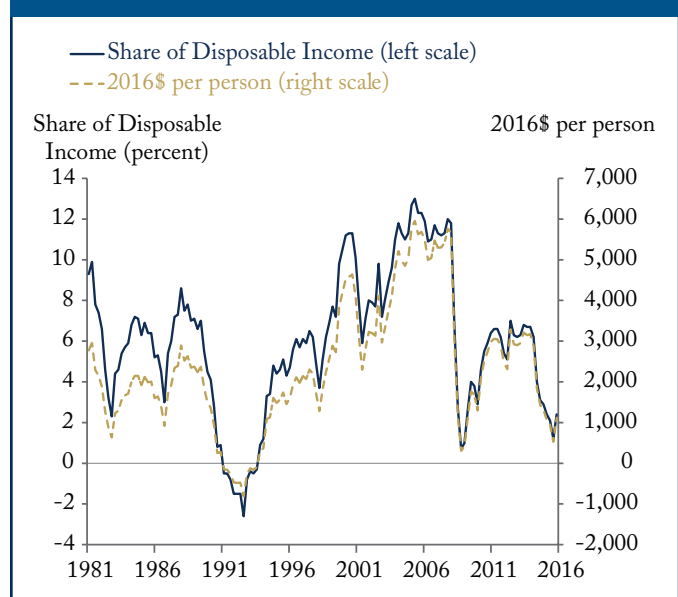 Share of Disposable Income (left scale)
2016$ per person (right scale)
Share of Disposable 2016$ per person
Income (percent)
14 7,000
12 6,000
10 5,000
8 4,000
6 3,000
4 2,000
2 1,000
0 0
-2 -1,000
-4 -2,000
1981 1986 1991 1996 2001 2006 2011 2016